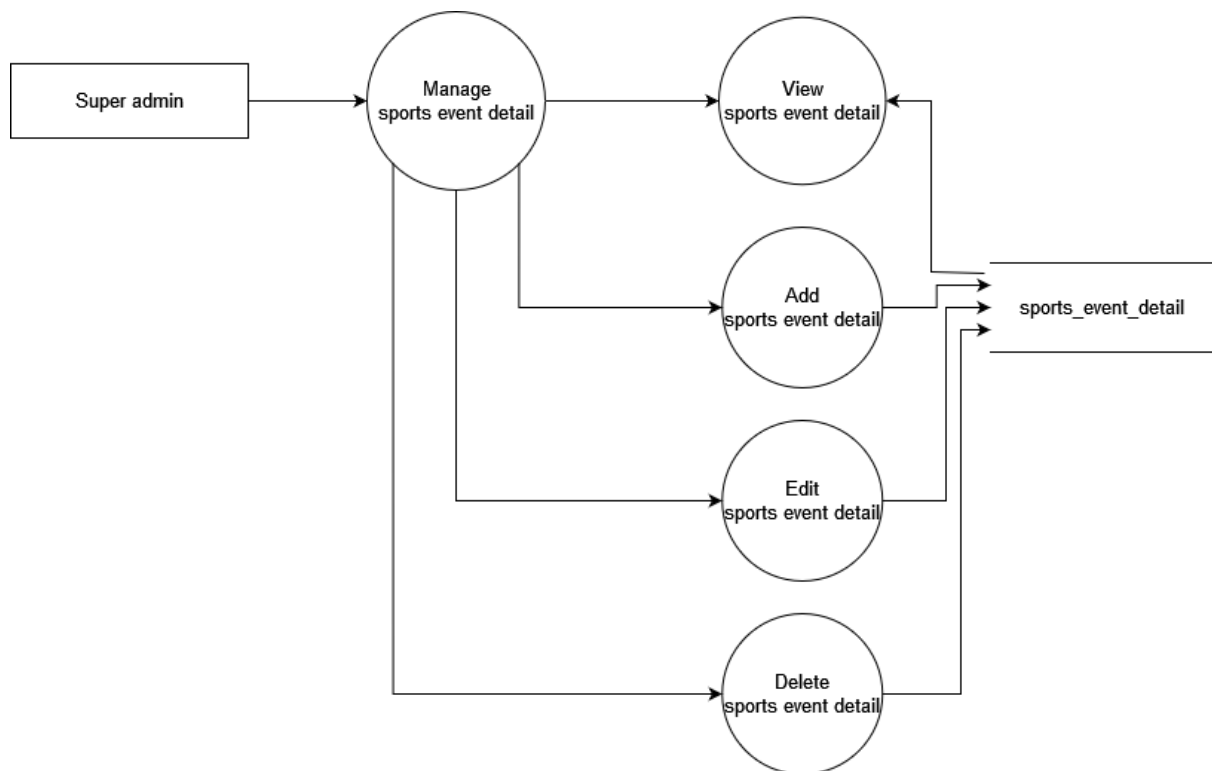 Super admin
Manage
sports event detail
View
sports event detail
Add
sports event detail
sports_event_detail
Edit
sports event detail
Delete
sports event detail